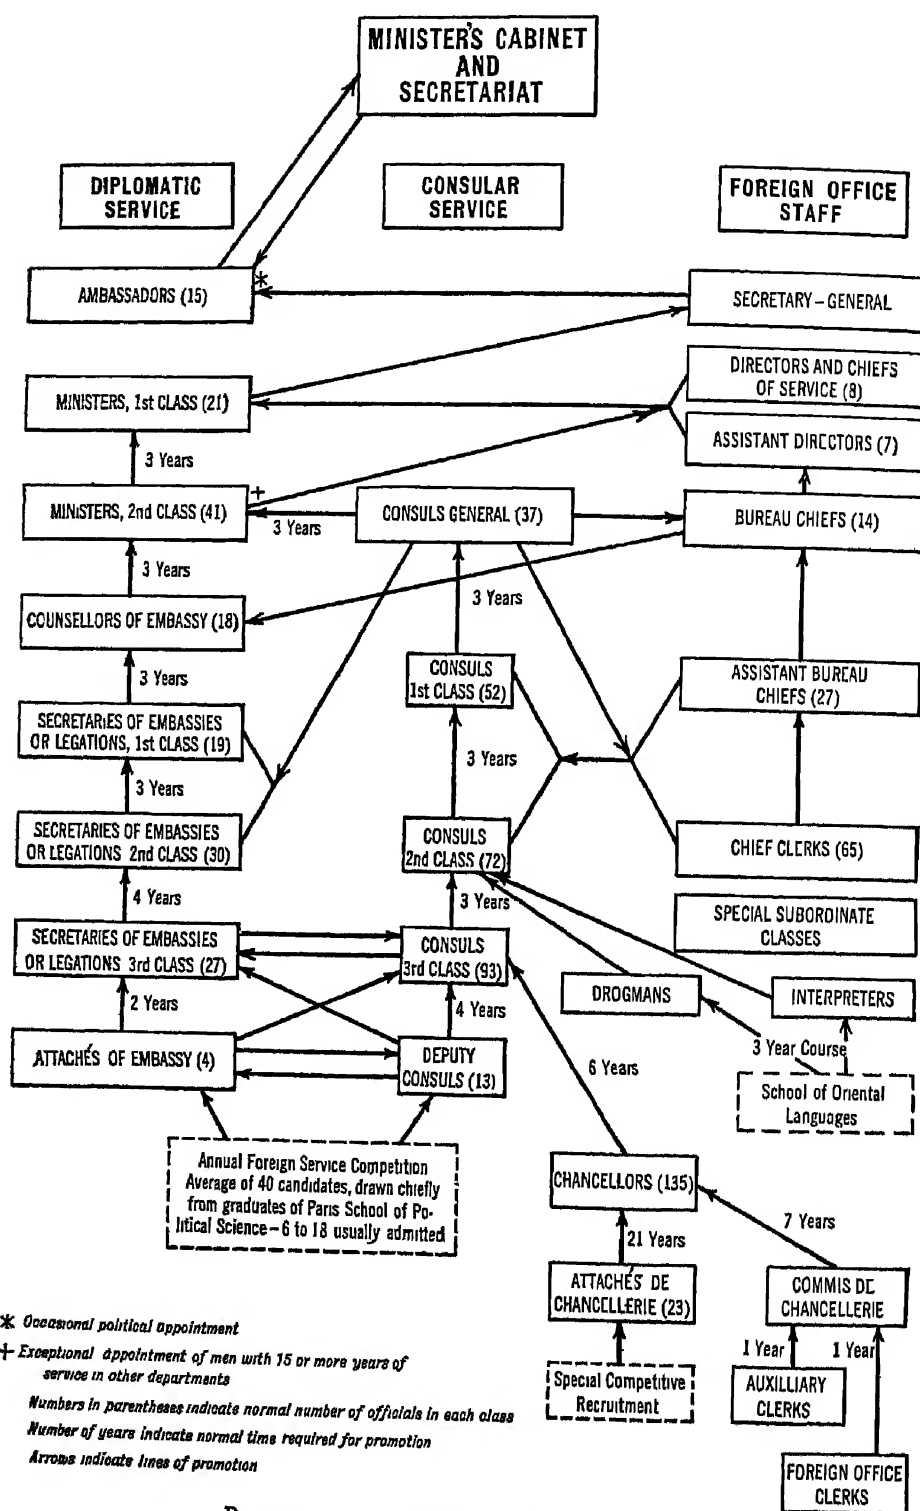 MINISTER'S CABINET
AND
SECRETARIAT
DIPLOMATIC
SERVICE
CONSULAR
SERVICE
FOREIGN OFFICE
STAFF
AMBASSADORS (15)
*
SECRETARY-GENERAL
DIRECTORS AND CHIEFS
OF SERVICE (8)
MINISTERS, 1st CLASS (21)
ASSISTANT DIRECTORS (7)
3 Years
MINISTERS, 2nd CLASS (41)
+
3 Years
CONSULS GENERAL (37)
BUREAU CHIEFS (14)
3 Years
3 Years
COUNSELLORS OF EMBASSY (18)
3 Years
CONSULS
1st CLASS (52)
ASSISTANT BUREAU
CHIEFS (27)
SECRETARIES OF EMBASSIES
OR LEGATIONS, 1st CLASS (19)
3 Years
3 Years
SECRETARIES OF EMBASSIES
OR LEGATIONS 2nd CLASS (30)
CONSULS
2nd CLASS (72)
CHIEF CLERKS (65)
4 Years
3 Years
SPECIAL SUBORDINATE
CLASSES
SECRETARIES OF EMBASSIES
OR LEGATIONS 3rd CLASS (27)
CONSULS
3rd CLASS (93)
DROGMANS
INTERPRETERS
2 Years
4 Years
3 Year Course
ATTACHÉS OF EMBASSY (4)
DEPUTY
CONSULS (13)
6 Years
School of Oriental
Languages
Annual Foreign Service Competition
Average of 40 candidates, drawn chiefly
from graduates of Paris School of Po-
litical Science-6 to 18 usually admitted
CHANCELLORS (135)
7 Years
21 Years
ATTACHÉS DE
CHANCELLERIE (23)
COMMIS DE
CHANCELLERIE
1 Year
1 Year
Special Competitive
Recruitment
AUXILLIARY
CLERKS
FOREIGN OFFICE
CLERKS
* Occasional political appointment
+ Exceptional appointment of men with 15 or more years of
service in other departments
Numbers in parentheses indicate normal number of officials in each class
Number of years indicate normal time required for promotion
Arrows indicate lines of promotion